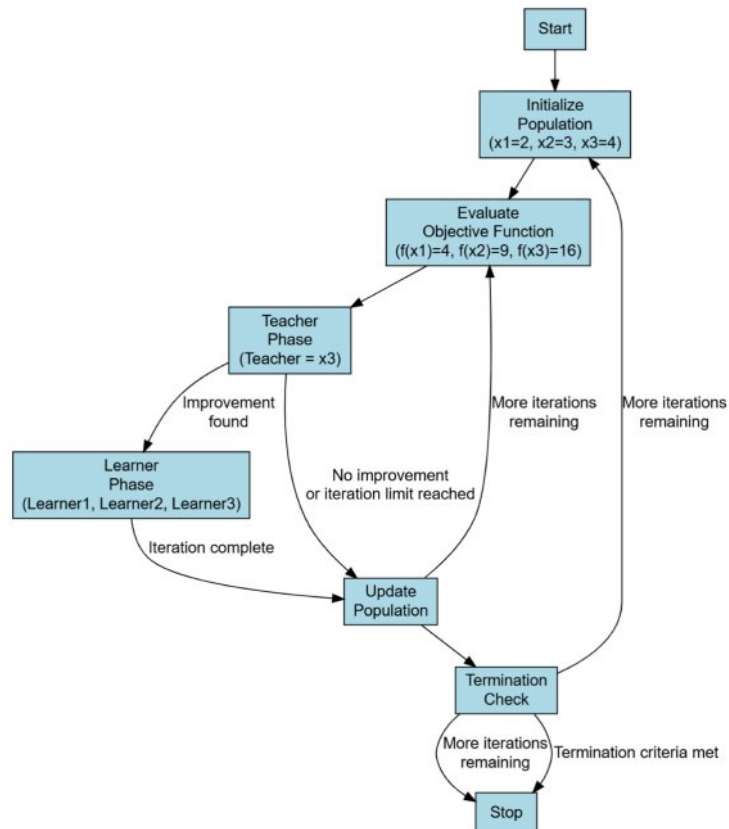 Start
Initialize
Population
(x1=2, x2=3, x3=4)
Evaluate
Objective Function
(f(x1)=4, f(x2)=9, f(x3)=16)
Teacher
Phase
(Teacher = x3)
Improvement
found
More iterations
remaining
More iterations
remaining
Learner
Phase
(Learner1, Learner2, Learner3)
No improvement
or iteration limit reached
Iteration complete
Update
Population
Termination
Check
More iterations
remaining
Termination criteria met
Stop